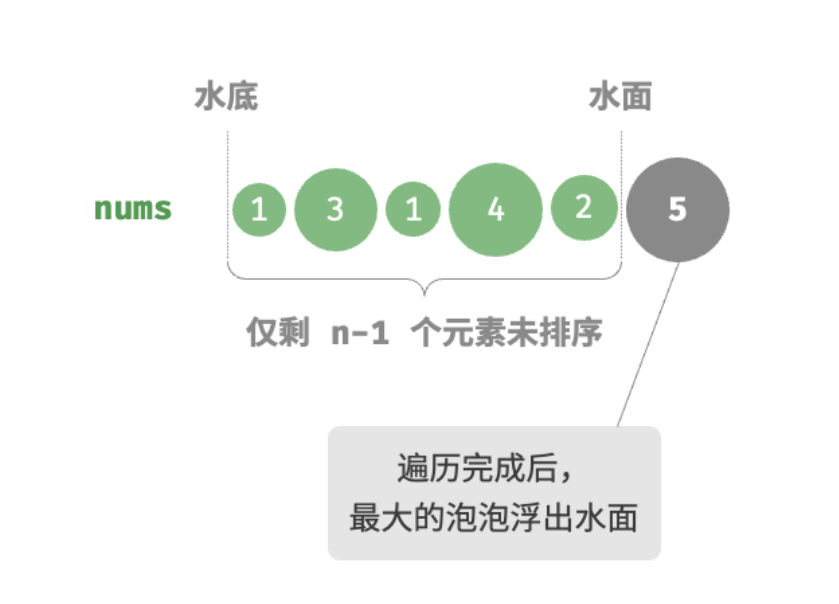 水底 水面
nums 1 3 1 4 2 5
仅剩 n-1 个元素未排序
遍历完成后，
最大的泡泡浮出水面